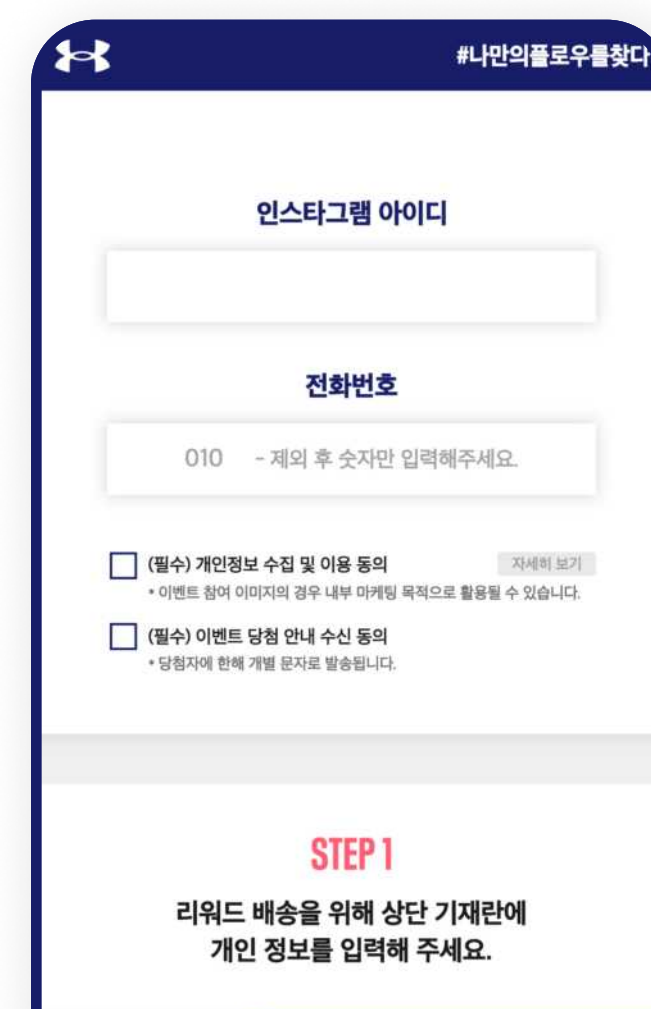 #나만의플로우를찾다
인스타그램 아이디
전화번호
010 - 제외 후 숫자만 입력해주세요.
(필수) 개인정보 수집 및 이용 동의 자세히 보기
* 이벤트 참여 이미지의 경우 내부 마케팅 목적으로 활용될 수 있습니다.
(필수) 이벤트 당첨 안내 수신 동의
* 당첨자에 한해 개별 문자로 발송됩니다.
STEP 1
리워드 배송을 위해 상단 기재란에
개인 정보를 입력해 주세요.